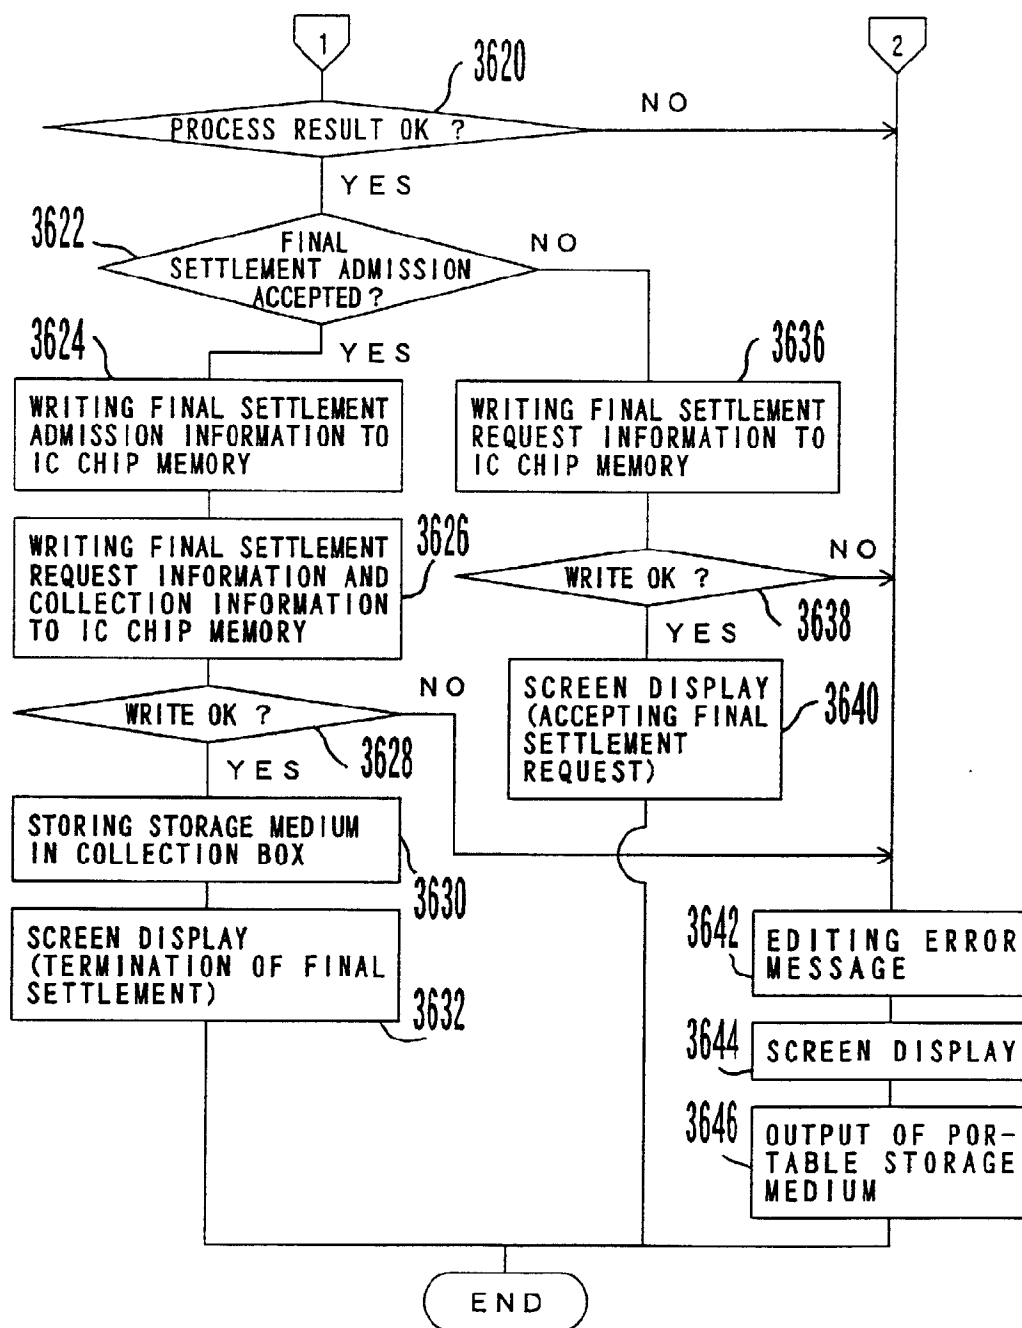 1
2
3620
NO
PROCESS RESULT OK ?
YES
3622
FINAL
SETTLEMENT ADMISSION
ACCEPTED ?
NO
YES
3624
WRITING FINAL SETTLEMENT
ADMISSION INFORMATION TO
IC CHIP MEMORY
3636
WRITING FINAL SETTLEMENT
REQUEST INFORMATION TO
IC CHIP MEMORY
WRITING FINAL SETTLEMENT
REQUEST INFORMATION AND
COLLECTION INFORMATION
TO IC CHIP MEMORY
3626
WRITE OK ?
NO
3638
YES
WRITE OK ?
NO
3628
YES
SCREEN DISPLAY
(ACCEPTING FINAL
SETTLEMENT
REQUEST)
3640
STORING STORAGE MEDIUM
IN COLLECTION BOX
3630
SCREEN DISPLAY
(TERMINATION OF FINAL
SETTLEMENT)
3632
3642
EDITING ERROR
MESSAGE
3644
SCREEN DISPLAY
3646
OUTPUT OF POR-
TABLE STORAGE
MEDIUM
END